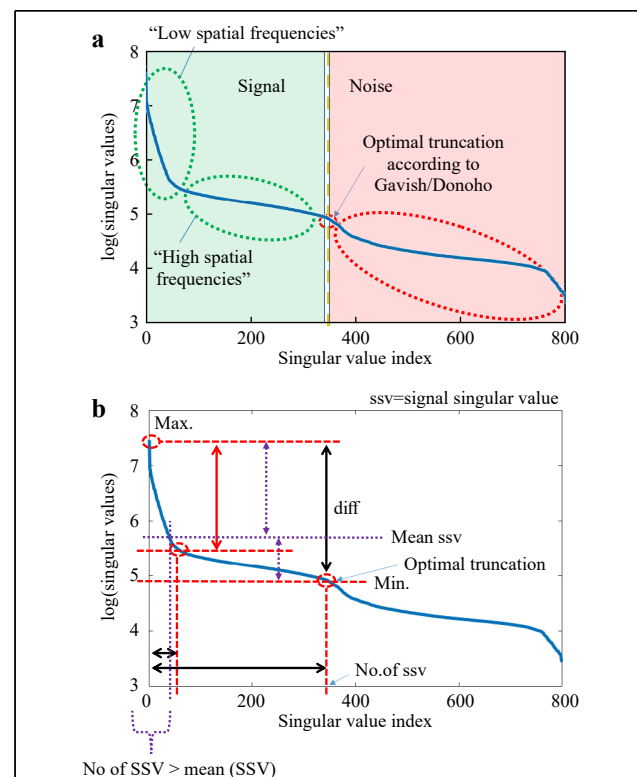 a
“Low spatial frequencies”
8
7
6
5
4
3
log(singular values)
Signal
Noise
Optimal truncation
according to
Gavish/Donoho
“High spatial
frequencies”
0
200
400
600
800
Singular value index
b
ssv=signal singular value
8
7
6
5
4
3
log(singular values)
Max.
diff
Mean ssv
Optimal truncation
Min.
No.of ssv
0
200
400
600
800
Singular value index
No of SSV > mean (SSV)